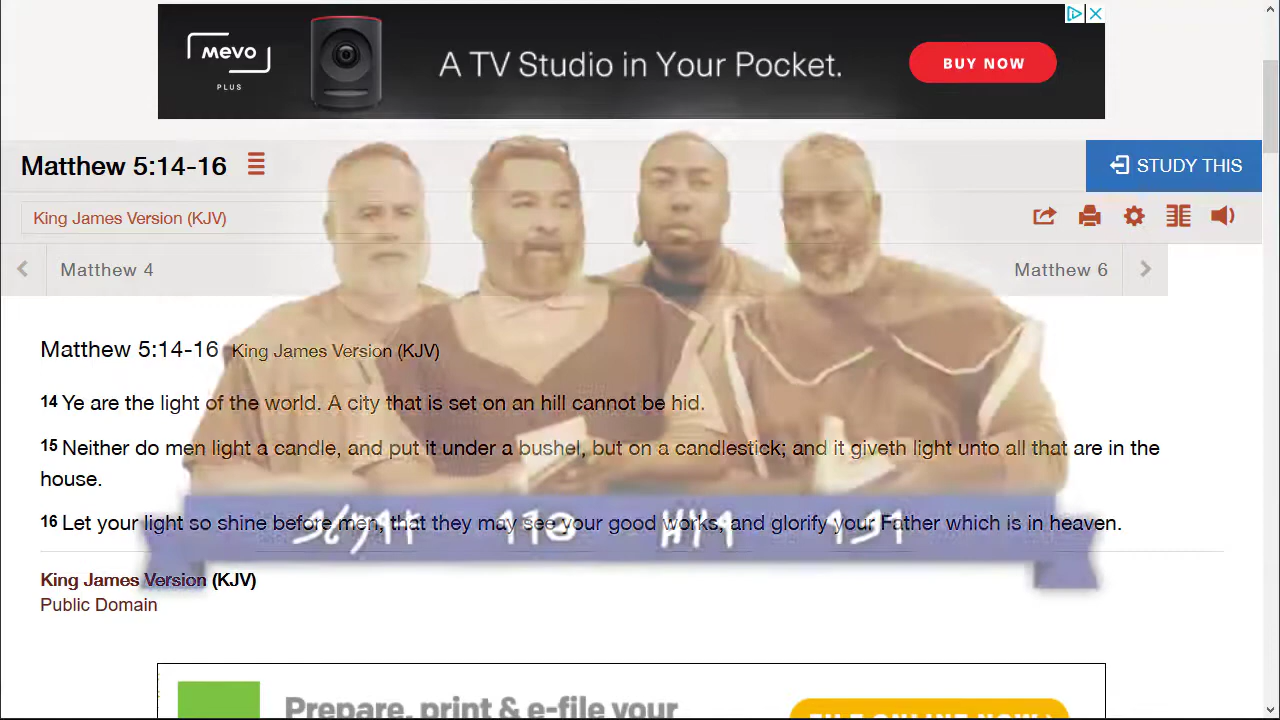 mevo
PLUS
A TV Studio in Your Pocket.
BUY NOW
Matthew 5:14-16
STUDY THIS
King James Version (KJV)
Matthew 4
Matthew 6
Matthew 5:14-16 King James Version (KJV)
14 Ye are the light of the world. A city that is set on an hill cannot be hid.
15 Neither do men light a candle, and put it under a bushel, but on a candlestick; and it giveth light unto all that are in the
house.
16 Let your light so shine before men, that they may see your good works, and glorify your Father which is in heaven.
King James Version (KJV)
Public Domain
Prepare, print & e-file your